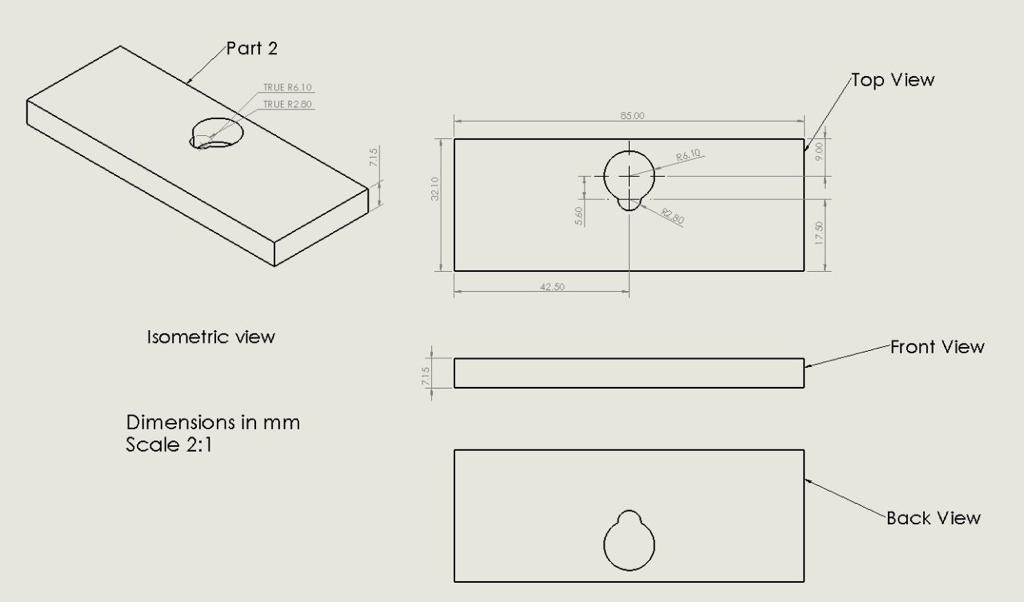 Part 2
TRUE R6.10
TRUE R2.80
7.15
Isometric view
Dimensions in mm
Scale 2:1
Top View
85.00
32.10
R6.10
9.00
5.60
R2.80
17.50
42.50
Front View
7.15
Back View